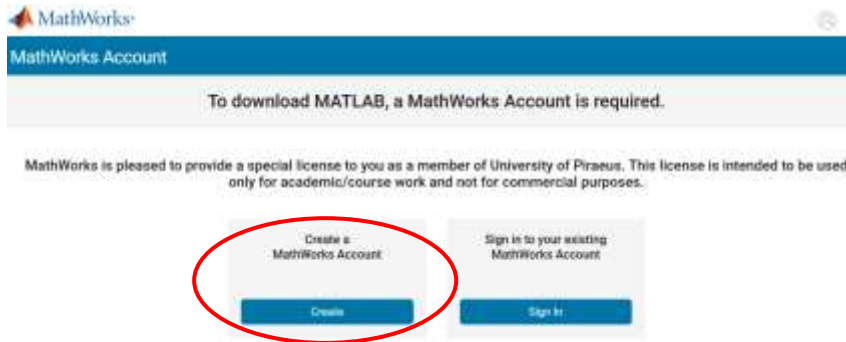 MathWorks
MathWorks Account
To download MATLAB, a MathWorks Account is required.
MathWorks is pleased to provide a special license to you as a member of University of Piraeus. This license is intended to be used
only for academic/course work and not for commercial purposes.
Create a
MathWorks Account
Create
Sign in to your existing
MathWorks Account
Sign In